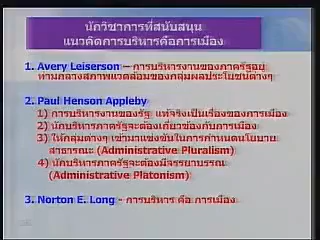 นักวิชาการที่สนับสนุน
แนวคิดการบริหารคือการเมือง
1. Avery Leiserson – การบริหารงานของภาครัฐอยู่
ท่ามกลางสภาพแวดล้อมของกลุ่มผลประโยชน์ต่างๆ
2. Paul Henson Appleby
1) การบริหารงานของรัฐ แท้จริงเป็นเรื่องของการเมือง
2) นักบริหารภาครัฐจะต้องเกี่ยวข้องกับการเมือง
3) ให้กลุ่มต่างๆ เข้ามาแข่งขันในการกำหนดนโยบาย
สาธารณะ (Administrative Pluralism)
4) นักบริหารภาครัฐจะต้องมีจรรยาบรรณ
(Administrative Platonism)
3. Norton E. Long - การบริหาร คือ การเมือง